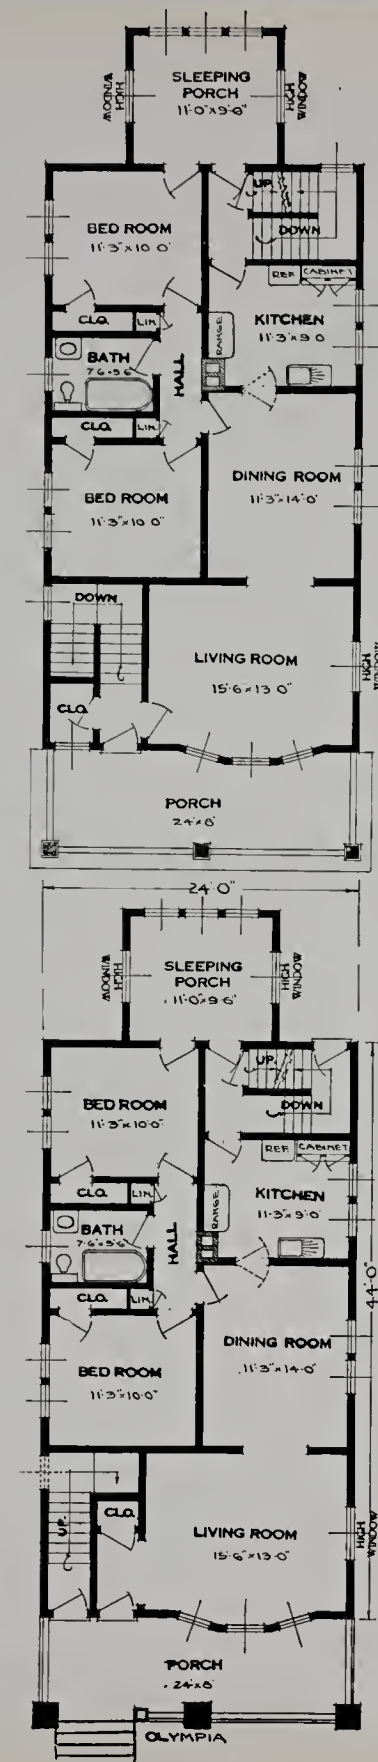 SLEEPING
PORCH
11'-0"x9'-0"
HIGH
WINDOW
HIGH
WINDOW
BED ROOM
11'-3"x10'-0"
UP
DOWN
REF.
CABINET
CLO.
LIN.
KITCHEN
11'-3"x9'-0
RANGE
BATH
7'-6x5'-6"
HALL
CLO.
LIN.
BED ROOM
11'-3"x10'-0"
DINING ROOM
11'-3"x14'-0"
DOWN
LIVING ROOM
15'-6"x13'-0"
HIGH
WINDOW
CLO.
PORCH
24'x8'
24'-0"
SLEEPING
PORCH
11'-0"x9'-6"
HIGH
WINDOW
HIGH
WINDOW
BED ROOM
11'-3"x10'-0"
UP.
DOWN
REF.
CABINET
CLO.
LIN.
KITCHEN
11'-3"x9'-0"
RANGE
BATH
7'-6"x5'-6"
HALL
CLO.
LIN.
44'-0"
BED ROOM
11'-3"x10'-0"
DINING ROOM
11'-3"x14'-0"
UP.
CLO.
LIVING ROOM
15'-6"x13'-0"
HIGH
WINDOW
PORCH
24'x8'
OLYMPIA